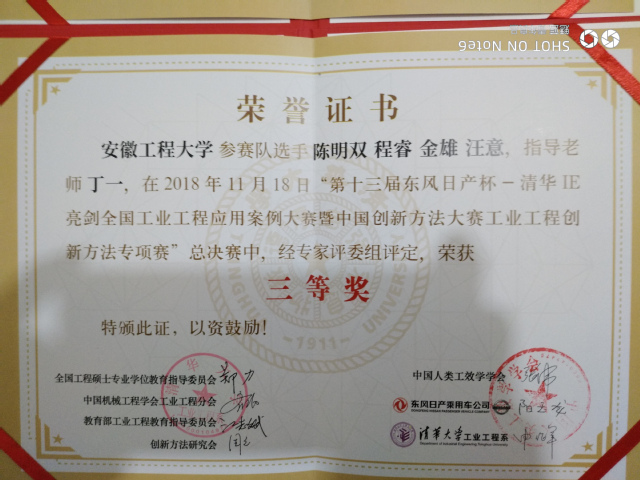 SHOT ON NOTE6
荣誉证书
安徽工程大学 参赛队选手 陈明双 程睿 金雄 汪意,指导老
师 丁一,在 2018 年 11 月 18 日“第十三届东风日产杯－清华 IE
亮剑全国工业工程应用案例大赛暨中国创新方法大赛工业工程创
新方法专项赛”总决赛中,经专家评委组评定,荣获
三等奖
特颁此证,以资鼓励!
-1911-
全国工程硕士专业学位教育指导委员会
中国机械工程学会工业工程分会
教育部工业工程教育指导委员会
创新方法研究会
中国人类工效学学会
东风日产乘用车公司
清华大学 工业工程系
Department of Industrial Engineering Tsinghua University